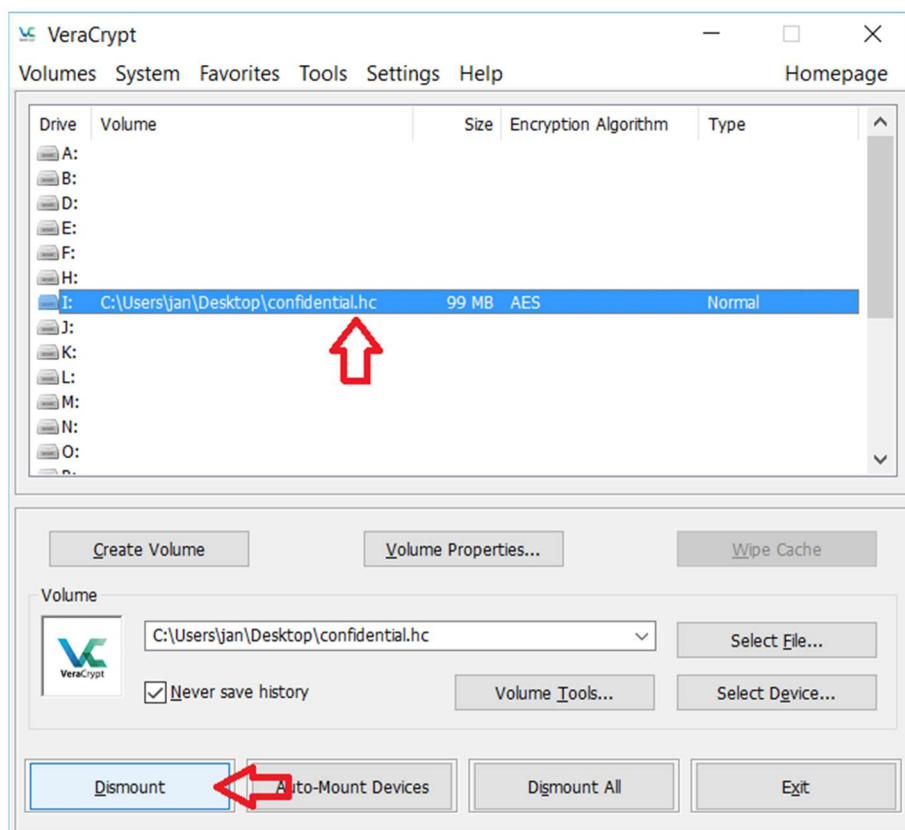 VeraCrypt
Volumes System Favorites Tools Settings Help Homepage
Drive Volume Size Encryption Algorithm Type
A:
B:
D:
E:
F:
H:
I: C:\Users\jan\Desktop\confidential.hc 99 MB AES Normal
J:
K:
L:
M:
N:
O:
Create Volume Volume Properties... Wipe Cache
Volume
C:\Users\jan\Desktop\confidential.hc
Select File...
VeraCrypt
Never save history
Volume Tools... Select Device...
Dismount Auto-Mount Devices Dismount All Exit